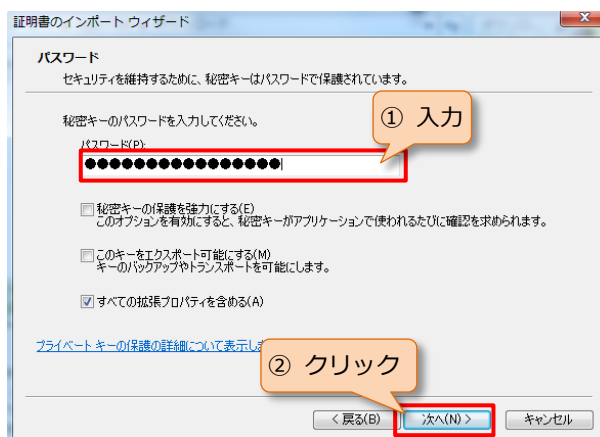 証明書のインポート ウィザード
パスワード
セキュリティを維持するために、秘密キーはパスワードで保護されています。
秘密キーのパスワードを入力してください。
① 入力
パスワード(P):
●●●●●●●●●●●●●●●●
秘密キーの保護を強力にする(E)
このオプションを有効にすると、秘密キーがアプリケーションで使われるたびに確認を求められます。
このキーをエクスポート可能にする(M)
キーのバックアップやトランスポートを可能にします。
すべての拡張プロパティを含める(A)
プライベート キーの保護の詳細について表示し
② クリック
< 戻る(B)
次へ(N) >
キャンセル